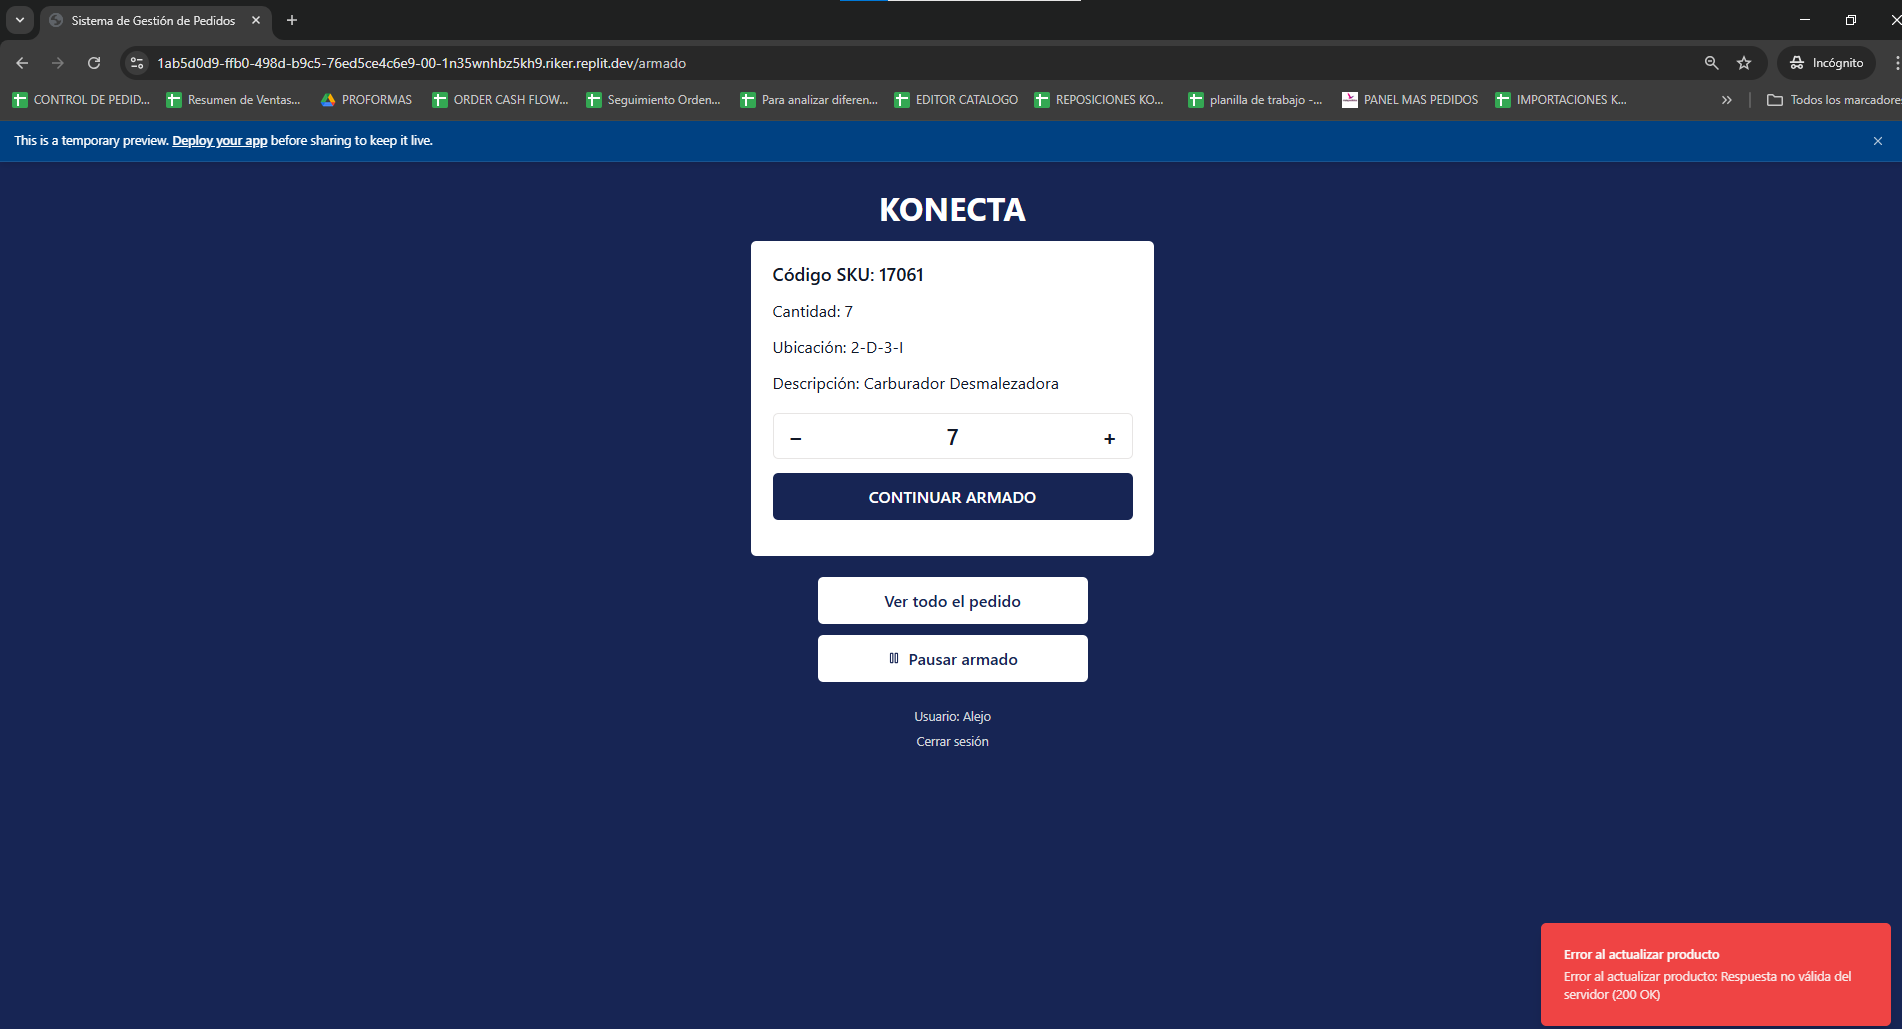 Sistema de Gestión de Pedidos
1ab5d0d9-ffb0-498d-b9c5-76ed5ce4c6e9-00-1n35wnhbz5kh9.riker.replit.dev/armado
Incógnito
CONTROL DE PEDID...
Resumen de Ventas...
PROFORMAS
ORDER CASH FLOW...
Seguimiento Orden...
Para analizar diferen...
EDITOR CATALOGO
REPOSICIONES KO...
planilla de trabajo -...
PANEL MAS PEDIDOS
IMPORTACIONES K...
Todos los marcadores
This is a temporary preview. Deploy your app before sharing to keep it live.
KONECTA
Código SKU: 17061
Cantidad: 7
Ubicación: 2-D-3-I
Descripción: Carburador Desmalezadora
− 7 +
CONTINUAR ARMADO
Ver todo el pedido
Pausar armado
Usuario: Alejo
Cerrar sesión
Error al actualizar producto
Error al actualizar producto: Respuesta no válida del
servidor (200 OK)